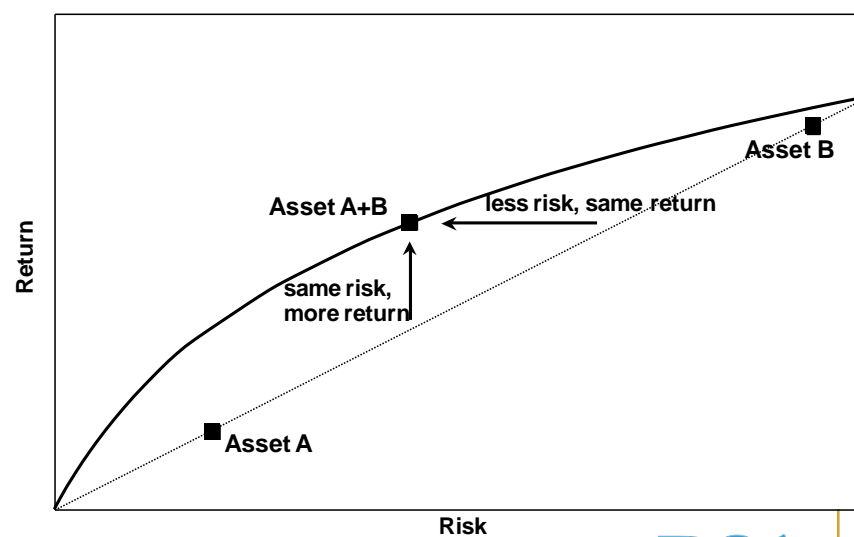 Asset B
Asset A+B
less risk, same return
same risk,
more return
Asset A
Return
Risk